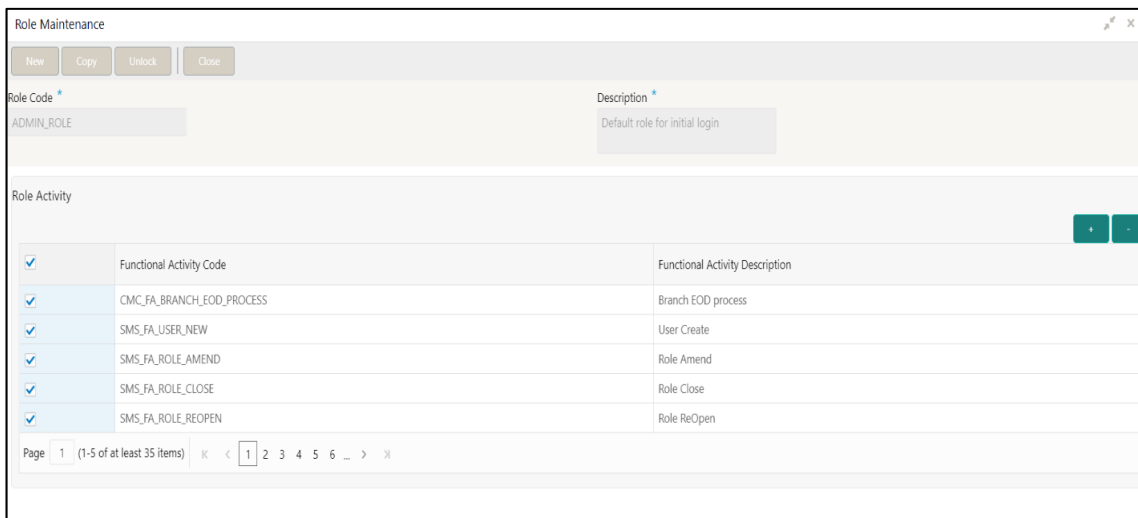 Role Maintenance
New Copy Unlock Close
Role Code * Description *
ADMIN_ROLE Default role for initial login
Role Activity
+ -
Functional Activity Code Functional Activity Description
CMC_FA_BRANCH_EOD_PROCESS Branch EOD process
SMS_FA_USER_NEW User Create
SMS_FA_ROLE_AMEND Role Amend
SMS_FA_ROLE_CLOSE Role Close
SMS_FA_ROLE_REOPEN Role ReOpen
Page 1 (1-5 of at least 35 items) 1 2 3 4 5 6 ...